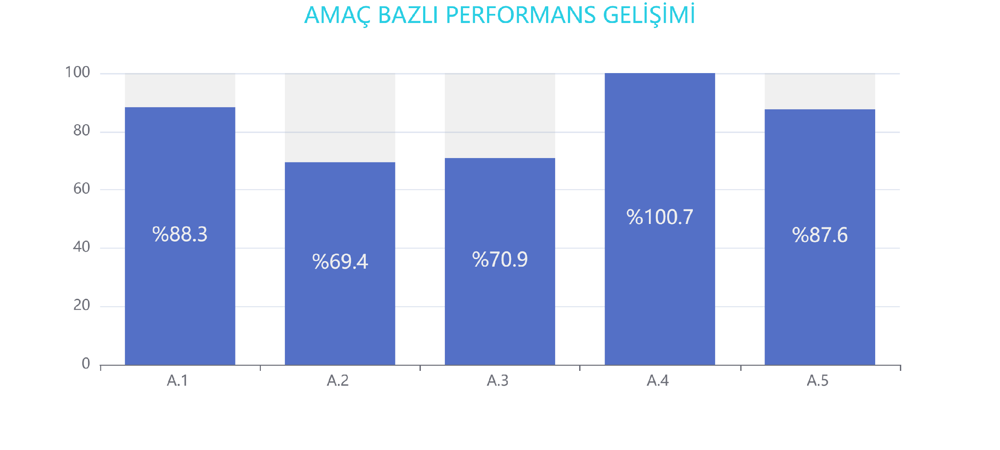 AMAÇ BAZLI PERFORMANS GELİŞİMİ
100
80
60
40
20
0
%88.3
%69.4
%70.9
%100.7
%87.6
A.1
A.2
A.3
A.4
A.5